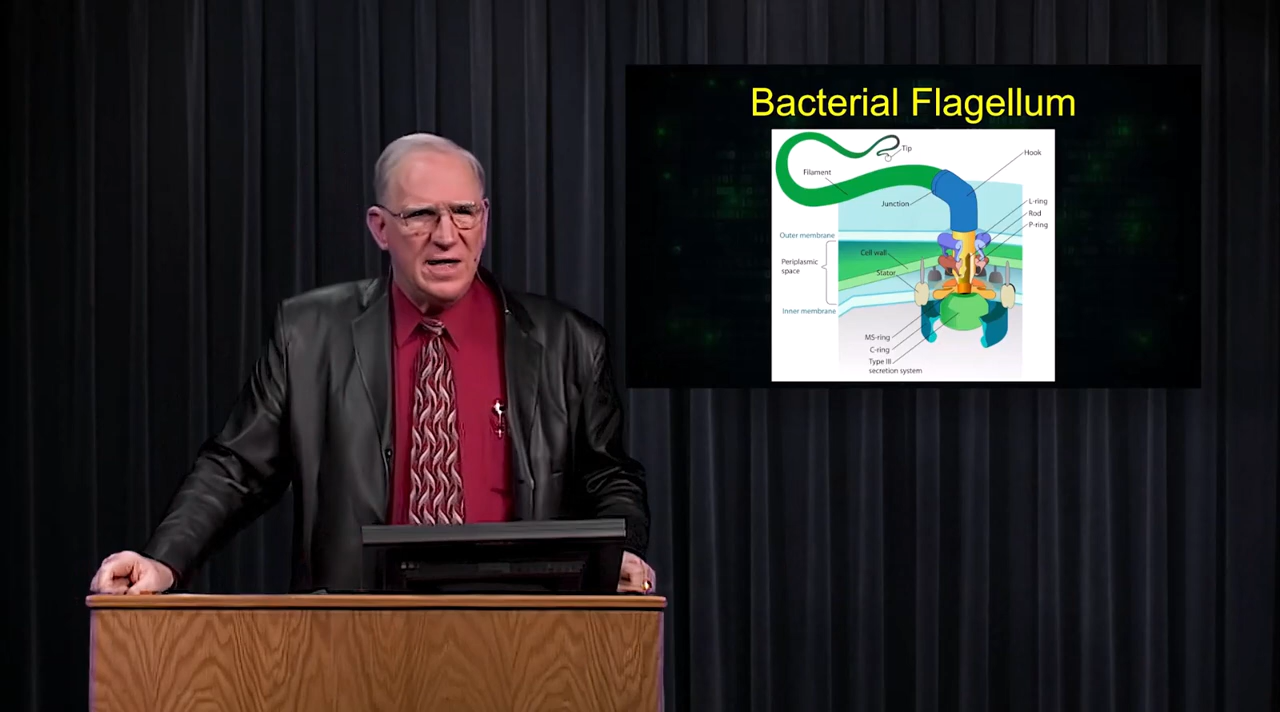 Bacterial Flagellum
Tip
Hook
Filament
Junction
L-ring
Rod
P-ring
Outer membrane
Cell wall
Periplasmic
space
Stator
Inner membrane
MS-ring
C-ring
Type III
secretion system